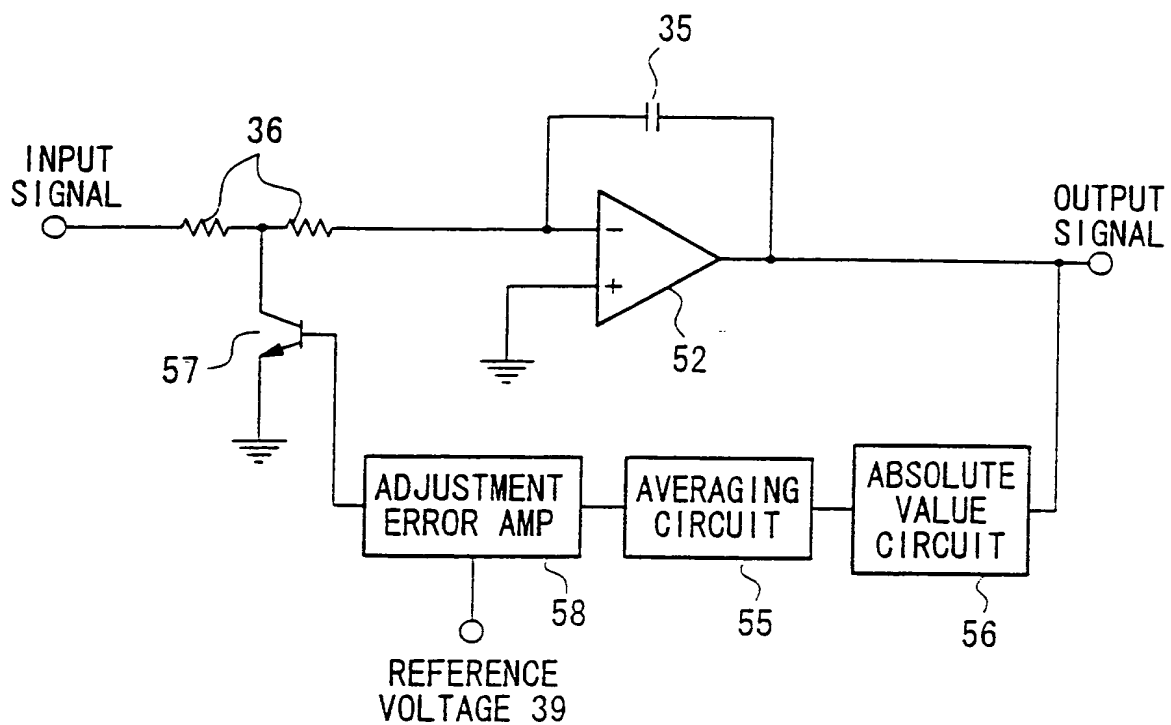 35
36
INPUT
SIGNAL
OUTPUT
SIGNAL
−
+
52
57
ADJUSTMENT
ERROR AMP
AVERAGING
CIRCUIT
ABSOLUTE
VALUE
CIRCUIT
58
55
56
REFERENCE
VOLTAGE 39